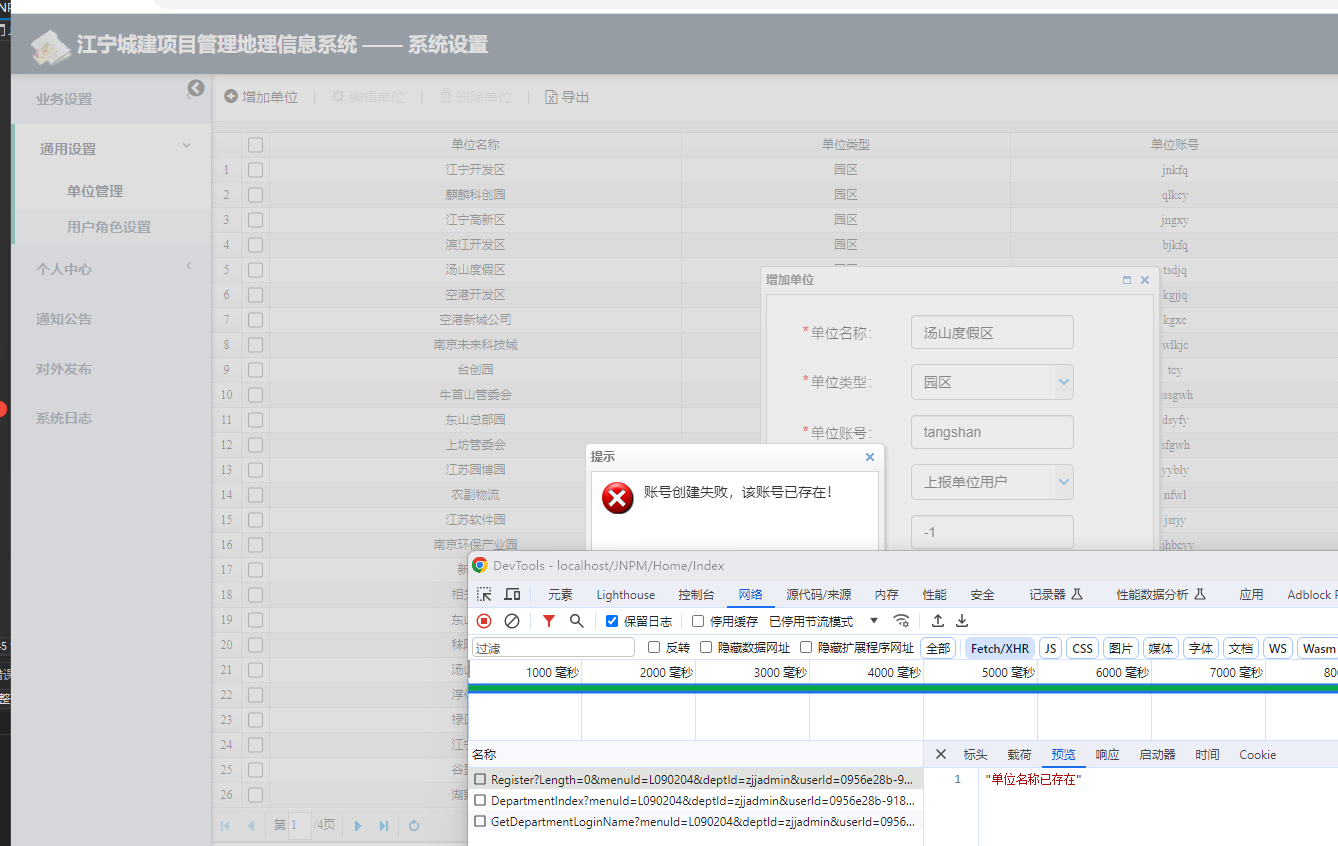 江宁城建项目管理地理信息系统 —— 系统设置
业务设置
通用设置
单位管理
用户角色设置
个人中心
通知公告
对外发布
系统日志
增加单位 | 编辑单位 | 删除单位 | 导出
单位名称 单位类型 单位账号
1 江宁开发区 园区 jnkfq
2 麒麟科创园 园区 qlkcy
3 江宁高新区 园区 jngxy
4 滨江开发区 园区 bjkfq
5 汤山度假区 tsdjq
6 空港开发区 kgjjq
7 空港新城公司 kgxc
8 南京未来科技城 wlkjc
9 台创园 tcy
10 牛首山管委会 ssgwh
11 东山总部园 dsyfy
12 上坊管委会 sfgwh
13 江苏园博园 yybly
14 农副物流 nfwl
15 江苏软件园 jsrjy
16 南京环保产业园 jhbcyy
17 新
18 相
19 东
20 秣
21 汤
22 淳
23 禄
24 江
25 谷
26 湖
第 1 /4页
增加单位
*单位名称: 汤山度假区
*单位类型: 园区
*单位账号: tangshan
上报单位用户
-1
提示
账号创建失败，该账号已存在！
DevTools - localhost/JNPM/Home/Index
元素 Lighthouse 控制台 网络 源代码/来源 内存 性能 安全 记录器 性能数据分析 应用 Adblock
保留日志 停用缓存 已停用节流模式
过滤 反转 隐藏数据网址 隐藏扩展程序网址 全部 Fetch/XHR JS CSS 图片 媒体 字体 文档 WS Wasm
1000 毫秒 2000 毫秒 3000 毫秒 4000 毫秒 5000 毫秒 6000 毫秒 7000 毫秒 80
名称
Register?Length=0&menuId=L090204&deptId=zjjadmin&userId=0956e28b-9...
DepartmentIndex?menuId=L090204&deptId=zjjadmin&userId=0956e28b-918...
GetDepartmentLoginName?menuId=L090204&deptId=zjjadmin&userId=0956...
标头 载荷 预览 响应 启动器 时间 Cookie
1 "单位名称已存在"